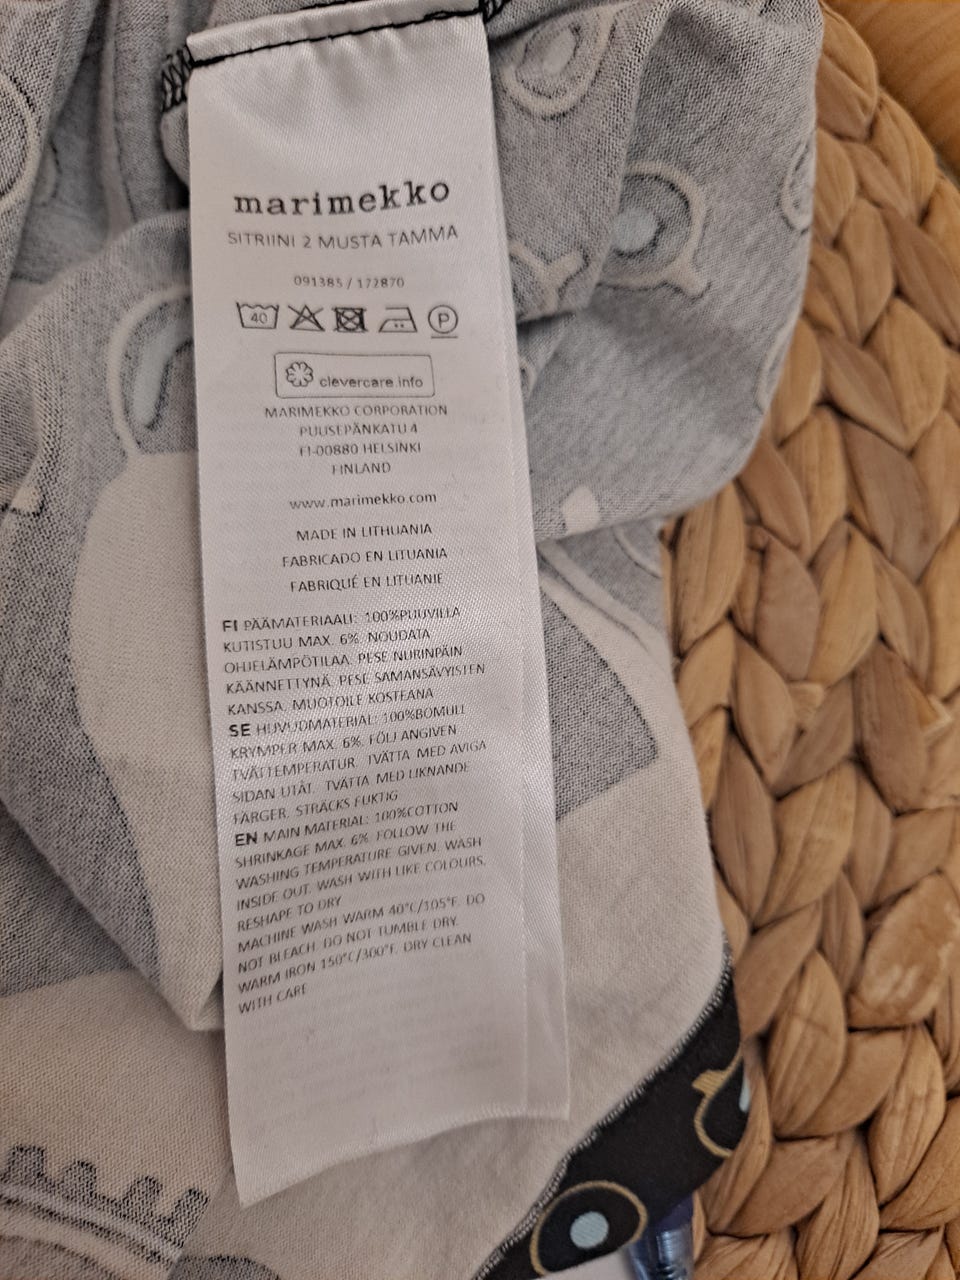 marimekko
SITRIINI 2 MUSTA TAMMA
091385 / 172870
40
P
clevercare.info
MARIMEKKO CORPORATION
PUUSEPÄNKATU 4
FI-00880 HELSINKI
FINLAND
www.marimekko.com
MADE IN LITHUANIA
FABRICADO EN LITUANIA
FABRIQUÉ EN LITUANIE
FI PÄÄMATERIAALI: 100%PUUVILLA
KUTISTUU MAX. 6%. NOUDATA
OHJELÄMPÖTILAA. PESE NURINPÄIN
KÄÄNNETTYNÄ. PESE SAMANSÄVYISTEN
KANSSA. MUOTOILE KOSTEANA
SE HUVUDMATERIAL: 100%BOMULL
KRYMPER MAX. 6%. FÖLJ ANGIVEN
TVÄTTEMPERATUR. TVÄTTA MED AVIGA
SIDAN UTÅT. TVÄTTA MED LIKNANDE
FÄRGER. STRÄCKS FUKTIG
EN MAIN MATERIAL: 100%COTTON
SHRINKAGE MAX. 6%. FOLLOW THE
WASHING TEMPERATURE GIVEN. WASH
INSIDE OUT. WASH WITH LIKE COLOURS.
RESHAPE TO DRY
MACHINE WASH WARM 40°C/105°F. DO
NOT BLEACH. DO NOT TUMBLE DRY.
WARM IRON 150°C/300°F. DRY CLEAN
WITH CARE